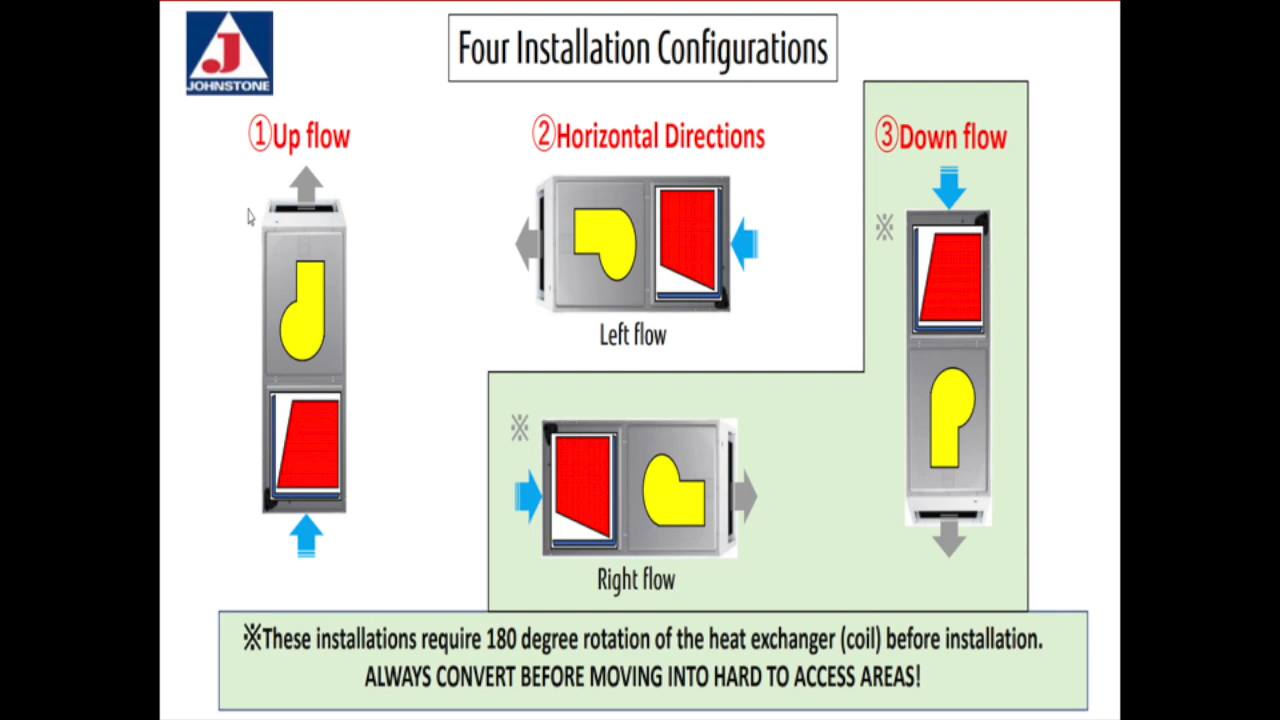 J
JOHNSTONE
Four Installation Configurations
①Up flow
②Horizontal Directions
③Down flow
※
Left flow
※
Right flow
※These installations require 180 degree rotation of the heat exchanger (coil) before installation.
ALWAYS CONVERT BEFORE MOVING INTO HARD TO ACCESS AREAS!